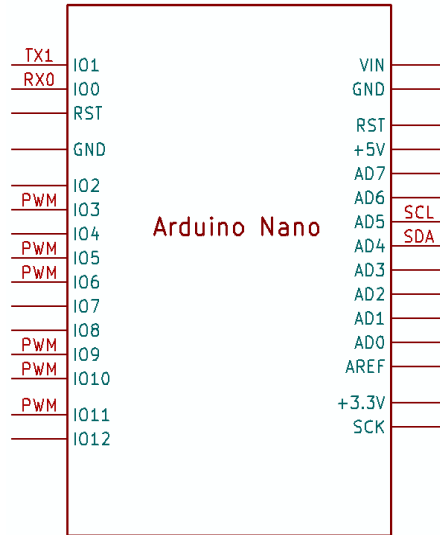 TX1 IO1
RX0 IO0
RST
GND
IO2
PWM IO3
IO4
PWM IO5
PWM IO6
IO7
IO8
PWM IO9
PWM IO10
PWM IO11
IO12
Arduino Nano
VIN
GND
RST
+5V
AD7
AD6
AD5 SCL
AD4 SDA
AD3
AD2
AD1
AD0
AREF
+3.3V
SCK